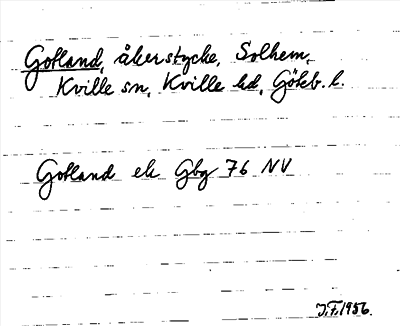 Gotland, åkerstycke, Solhem,
Kville sn, Kville hd, Göteb. l.
Gotland ek Gbg 76 NV
J.F. 1956.